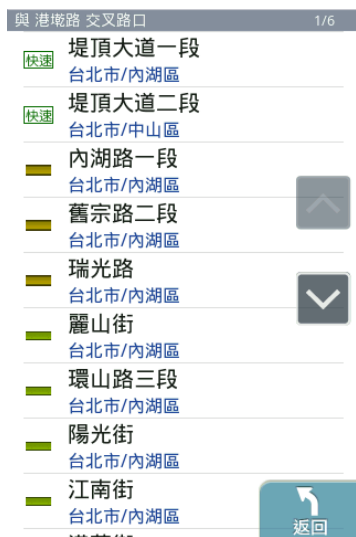 與 港墘路 交叉路口 1/6
快速 堤頂大道一段
台北市/內湖區
快速 堤頂大道二段
台北市/中山區
內湖路一段
台北市/內湖區
舊宗路二段
台北市/內湖區
瑞光路
台北市/內湖區
麗山街
台北市/內湖區
環山路三段
台北市/內湖區
陽光街
台北市/內湖區
江南街
台北市/內湖區
返回